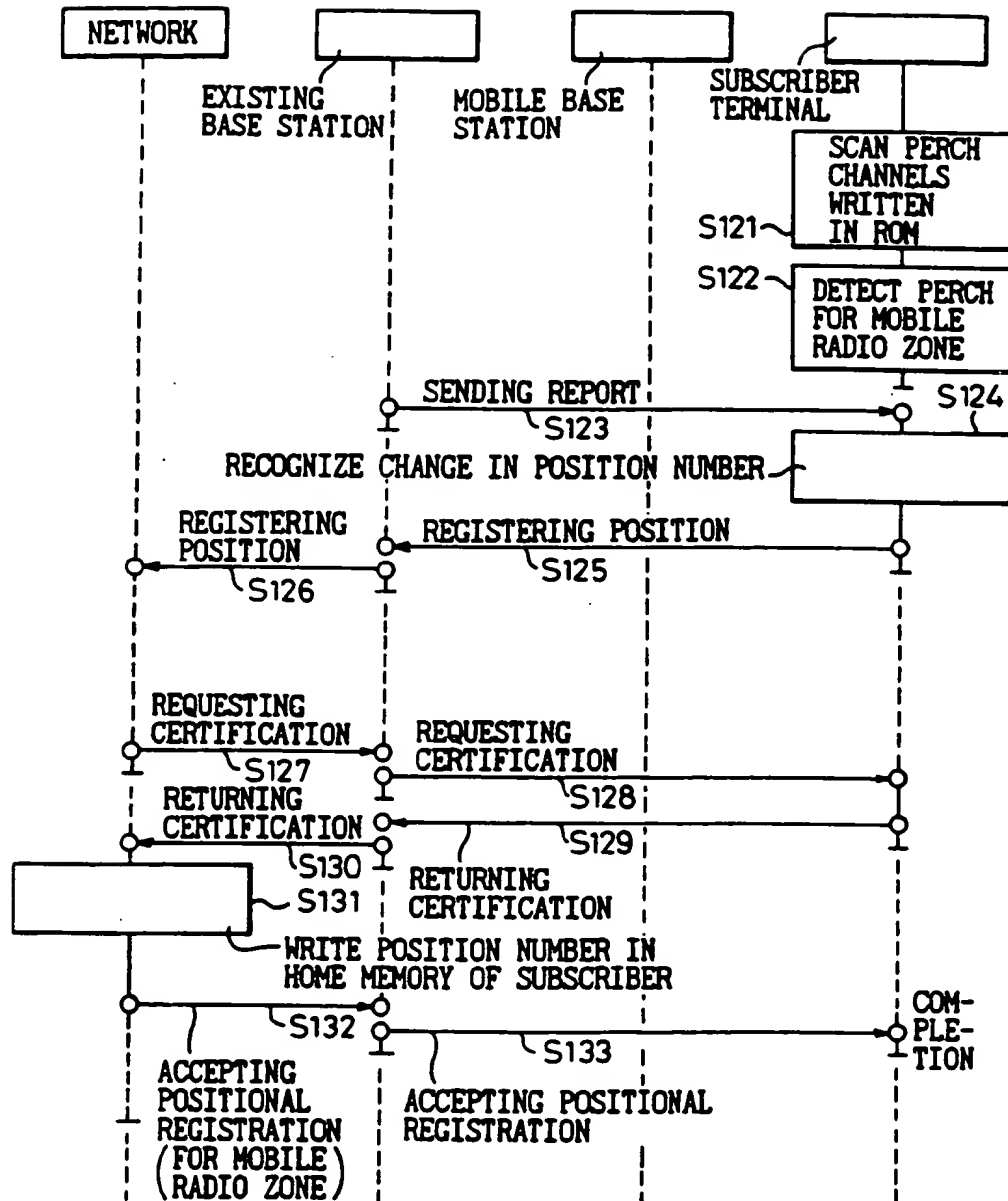 NETWORK
EXISTING
BASE STATION
MOBILE BASE
STATION
SUBSCRIBER
TERMINAL
SCAN PERCH
CHANNELS
WRITTEN
IN ROM
S121
S122
DETECT PERCH
FOR MOBILE
RADIO ZONE
SENDING REPORT
S123
S124
RECOGNIZE CHANGE IN POSITION NUMBER
REGISTERING
POSITION
S126
REGISTERING POSITION
S125
REQUESTING
CERTIFICATION
S127
REQUESTING
CERTIFICATION
S128
RETURNING
CERTIFICATION
S130
S129
RETURNING
CERTIFICATION
S131
WRITE POSITION NUMBER IN
HOME MEMORY OF SUBSCRIBER
S132
S133
COM-
PLE-
TION
ACCEPTING
POSITIONAL
REGISTRATION
(FOR MOBILE
RADIO ZONE)
ACCEPTING POSITIONAL
REGISTRATION